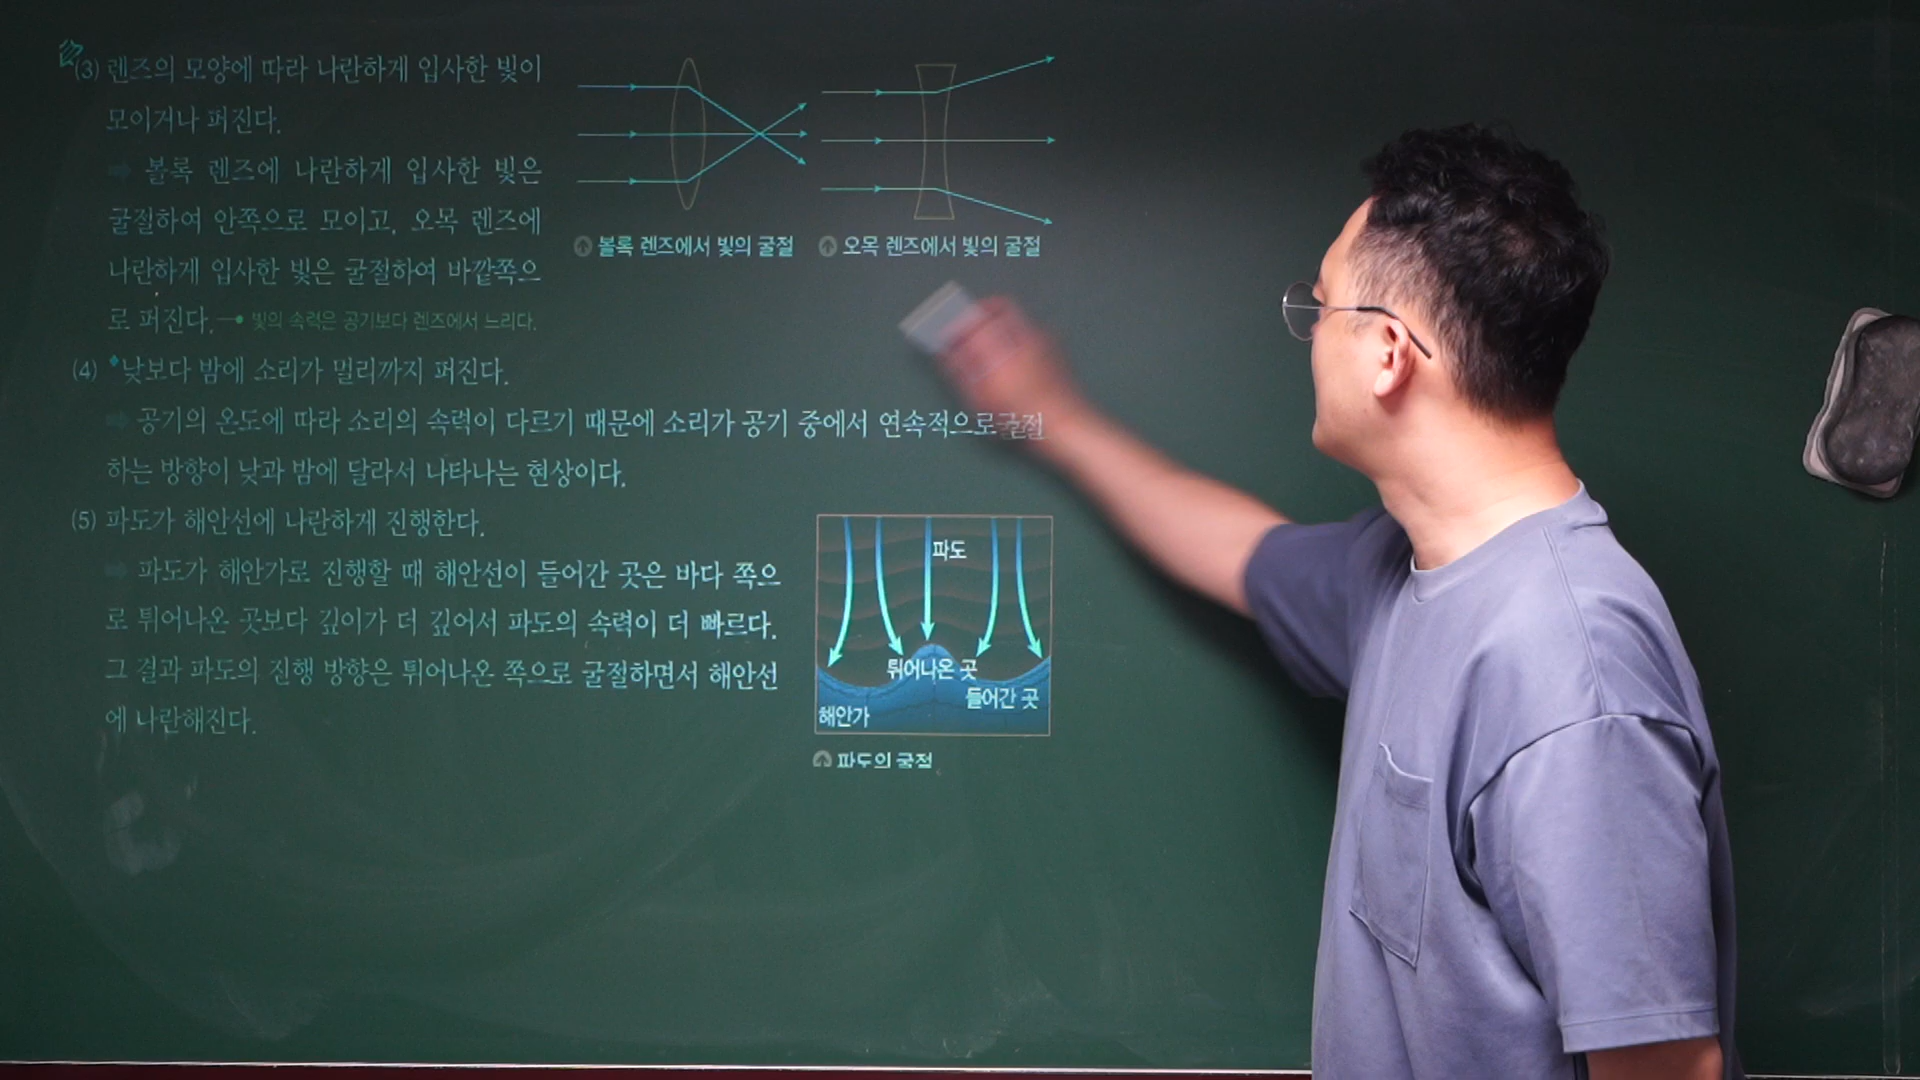 (3) 렌즈의 모양에 따라 나란하게 입사한 빛이
모이거나 퍼진다.
➡ 볼록 렌즈에 나란하게 입사한 빛은
굴절하여 안쪽으로 모이고, 오목 렌즈에
나란하게 입사한 빛은 굴절하여 바깥쪽으
로 퍼진다. 빛의 속력은 공기보다 렌즈에서 느리다.
볼록 렌즈에서 빛의 굴절
오목 렌즈에서 빛의 굴절
(4) 낮보다 밤에 소리가 멀리까지 퍼진다.
➡ 공기의 온도에 따라 소리의 속력이 다르기 때문에 소리가 공기 중에서 연속적으로 굴절
하는 방향이 낮과 밤에 달라서 나타나는 현상이다.
(5) 파도가 해안선에 나란하게 진행한다.
➡ 파도가 해안가로 진행할 때 해안선이 들어간 곳은 바다 쪽으
로 튀어나온 곳보다 깊이가 더 깊어서 파도의 속력이 더 빠르다.
그 결과 파도의 진행 방향은 튀어나온 쪽으로 굴절하면서 해안선
에 나란해진다.
파도
튀어나온 곳
들어간 곳
해안가
파도의 굴절